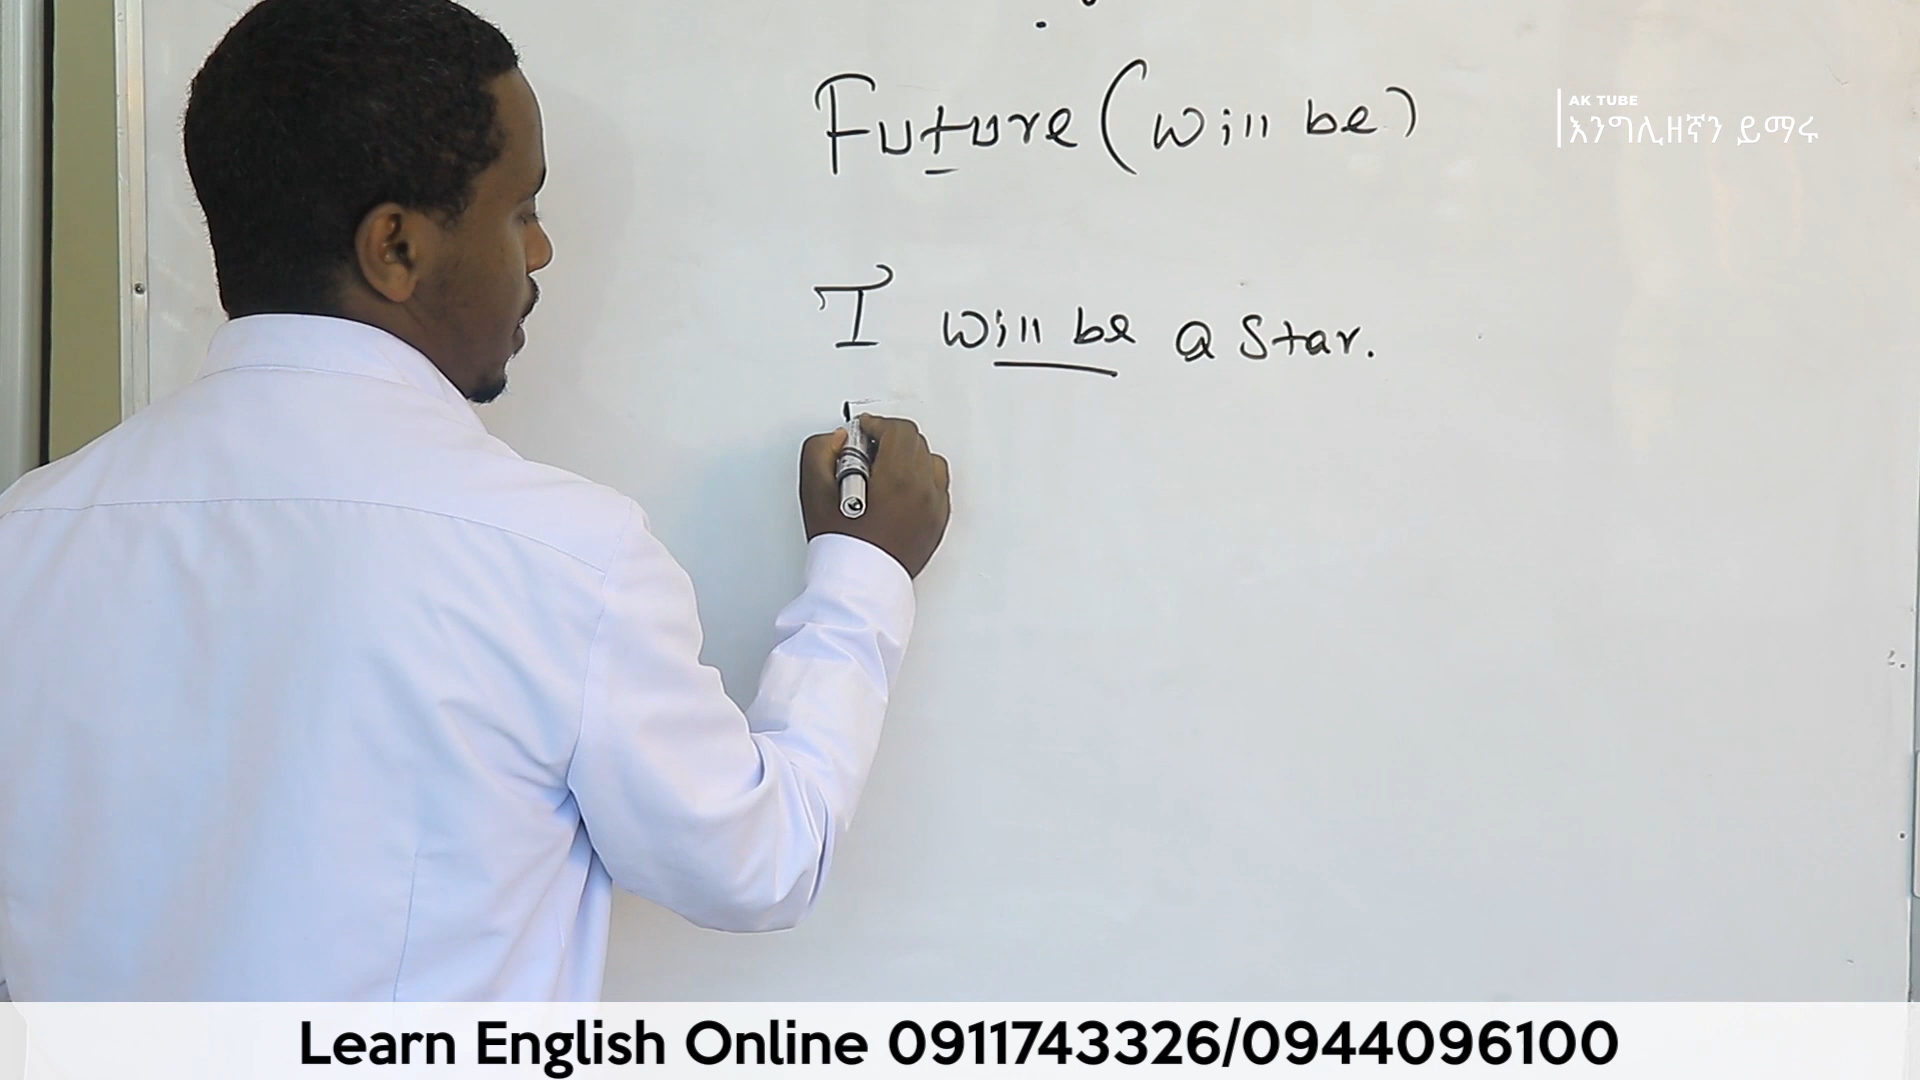 Future (will be)
AK TUBE
እንግሊዘኛን ይማሩ
I will be a star.
Learn English Online 0911743326/0944096100